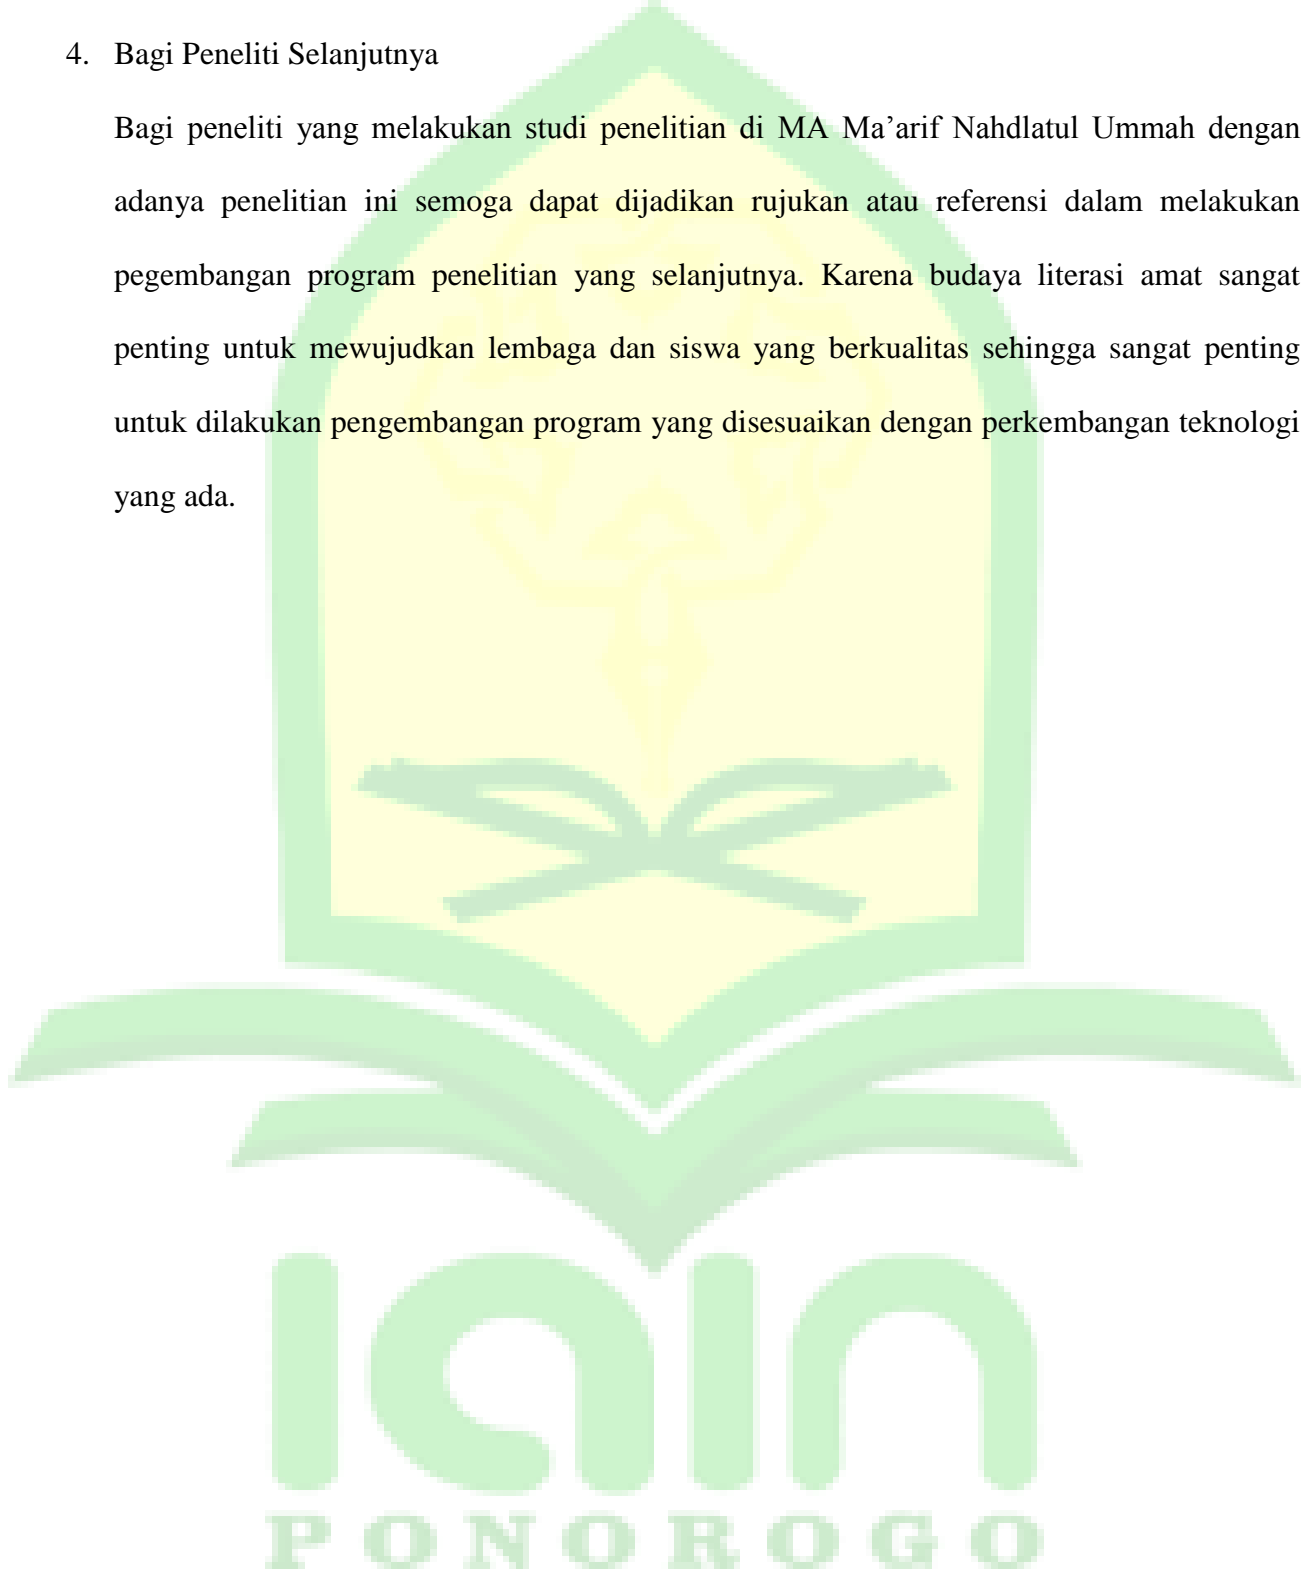 4. Bagi Peneliti Selanjutnya
Bagi peneliti yang melakukan studi penelitian di MA Ma’arif Nahdlatul Ummah dengan
adanya penelitian ini semoga dapat dijadikan rujukan atau referensi dalam melakukan
pegembangan program penelitian yang selanjutnya. Karena budaya literasi amat sangat
penting untuk mewujudkan lembaga dan siswa yang berkualitas sehingga sangat penting
untuk dilakukan pengembangan program yang disesuaikan dengan perkembangan teknologi
yang ada.
iain
PONOROGO